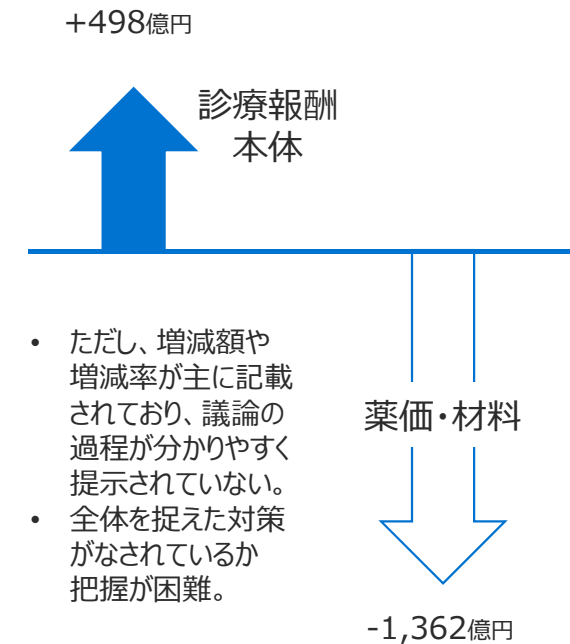 +498億円
診療報酬
本体
• ただし、増減額や
増減率が主に記載
されており、議論の
過程が分かりやすく
提示されていない。
• 全体を捉えた対策
がなされているか
把握が困難。
薬価・材料
-1,362億円